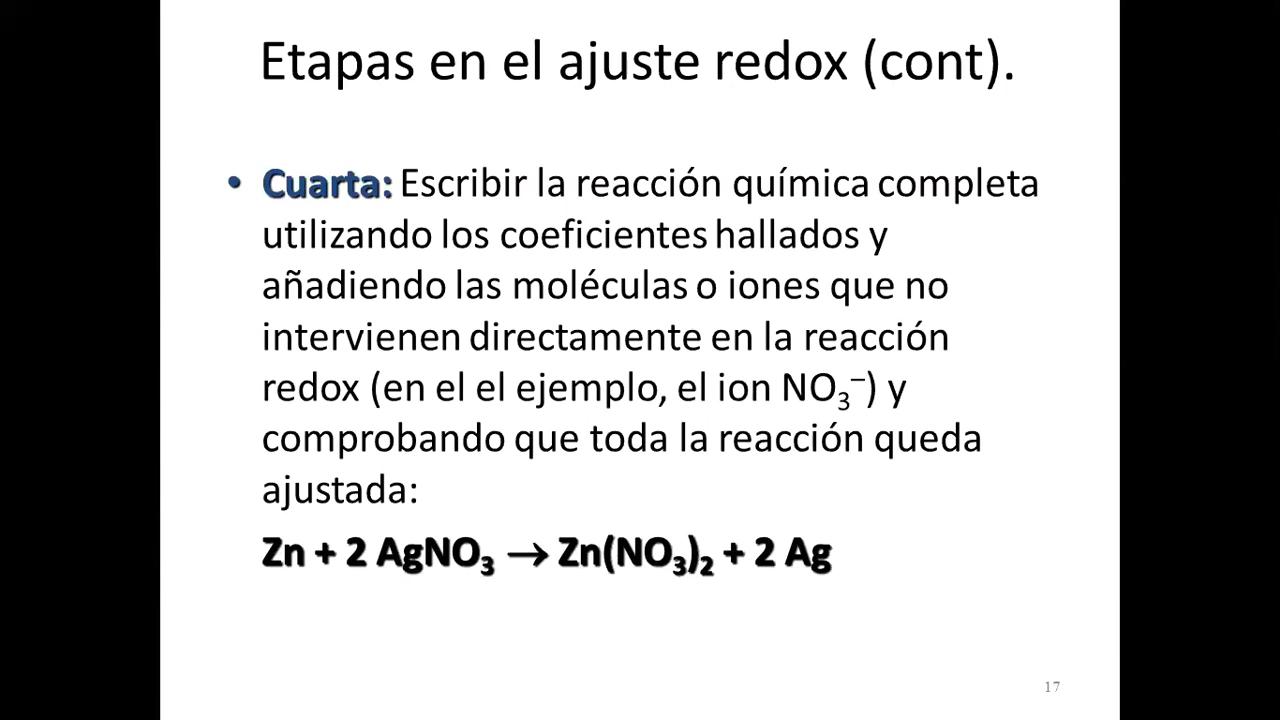 Etapas en el ajuste redox (cont).
• Cuarta: Escribir la reacción química completa
utilizando los coeficientes hallados y
añadiendo las moléculas o iones que no
intervienen directamente en la reacción
redox (en el el ejemplo, el ion NO₃⁻) y
comprobando que toda la reacción queda
ajustada:
Zn + 2 AgNO₃ → Zn(NO₃)₂ + 2 Ag
17